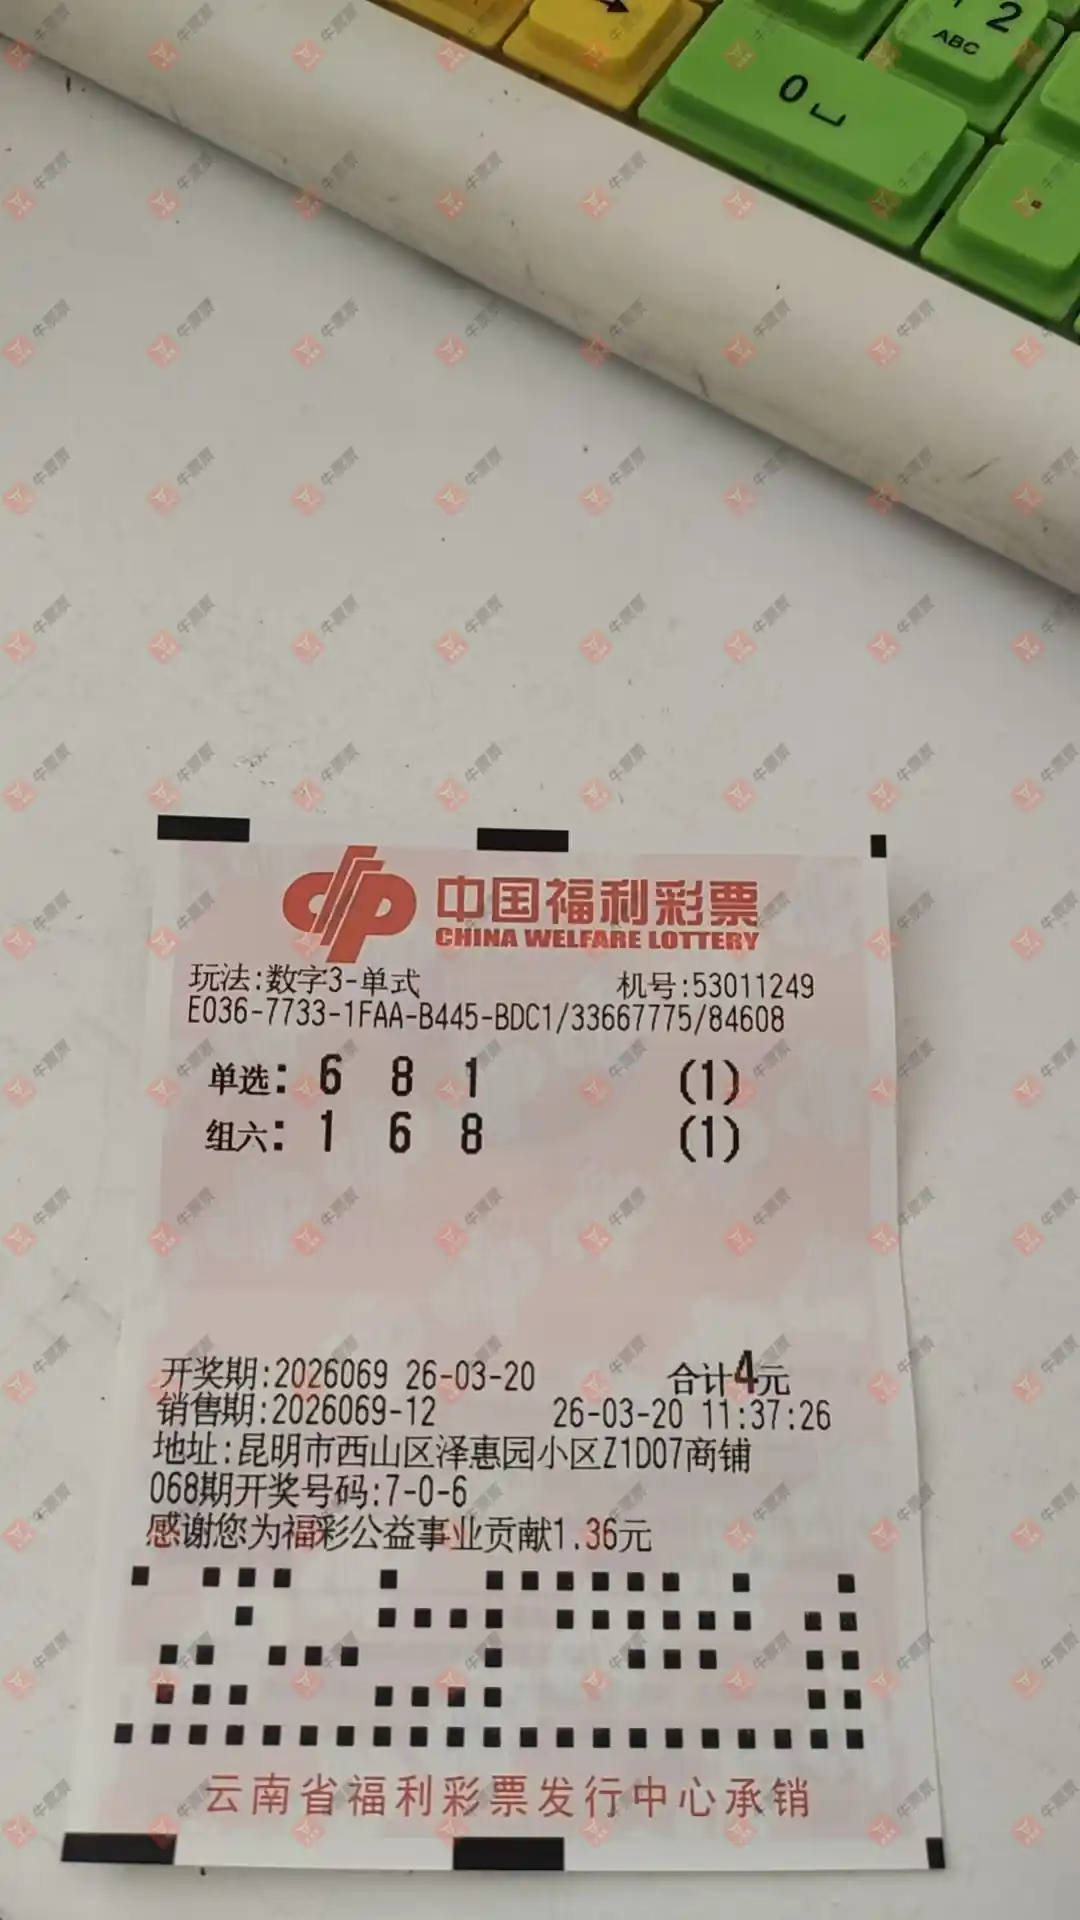 2
ABC
0
中国福利彩票
CHINA WELFARE LOTTERY
玩法:数字3-单式 机号:53011249
E036-7733-1FAA-B445-BDC1/33667775/84608
单选: 6 8 1 (1)
组六: 1 6 8 (1)
开奖期:2026069 26-03-20 合计4元
销售期:2026069-12 26-03-20 11:37:26
地址:昆明市西山区泽惠园小区Z1D07商铺
068期开奖号码:7-0-6
感谢您为福彩公益事业贡献1.36元
云南省福利彩票发行中心承销
牛票票